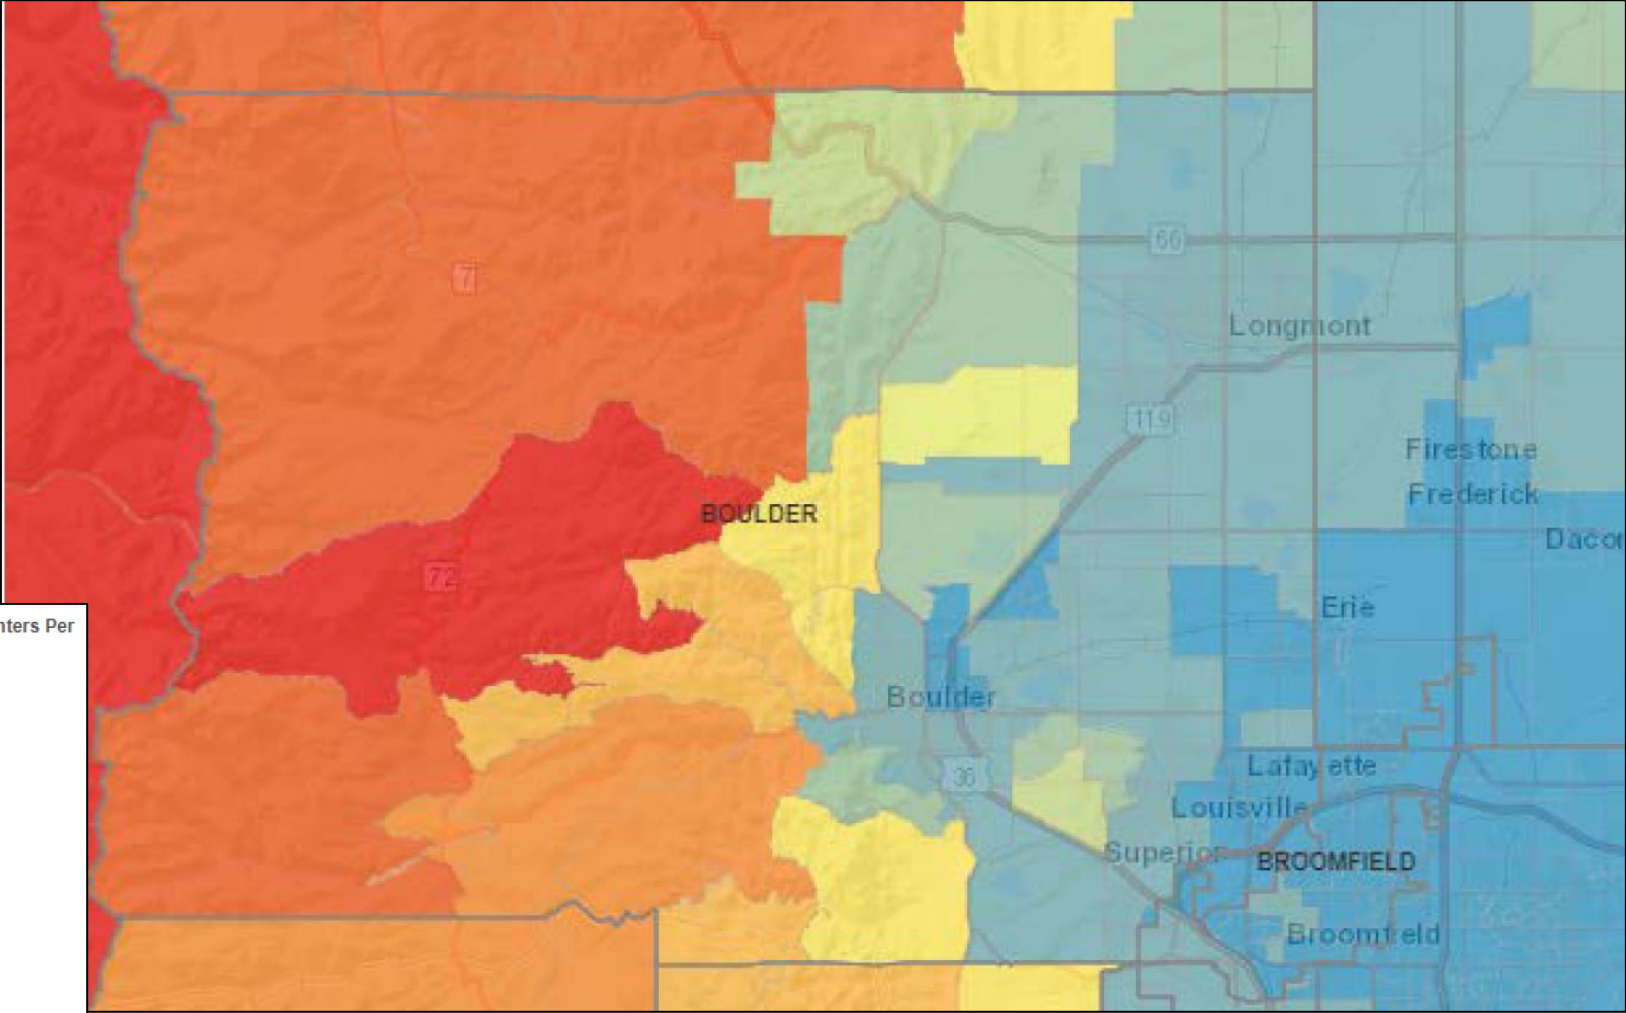 66
7
Longmont
119
Firestone
Frederick
BOULDER
Dacor
72
Erie
nters Per
Boulder
Lafayette
36
Louisville
Superior
BROOMFIELD
Broomfield